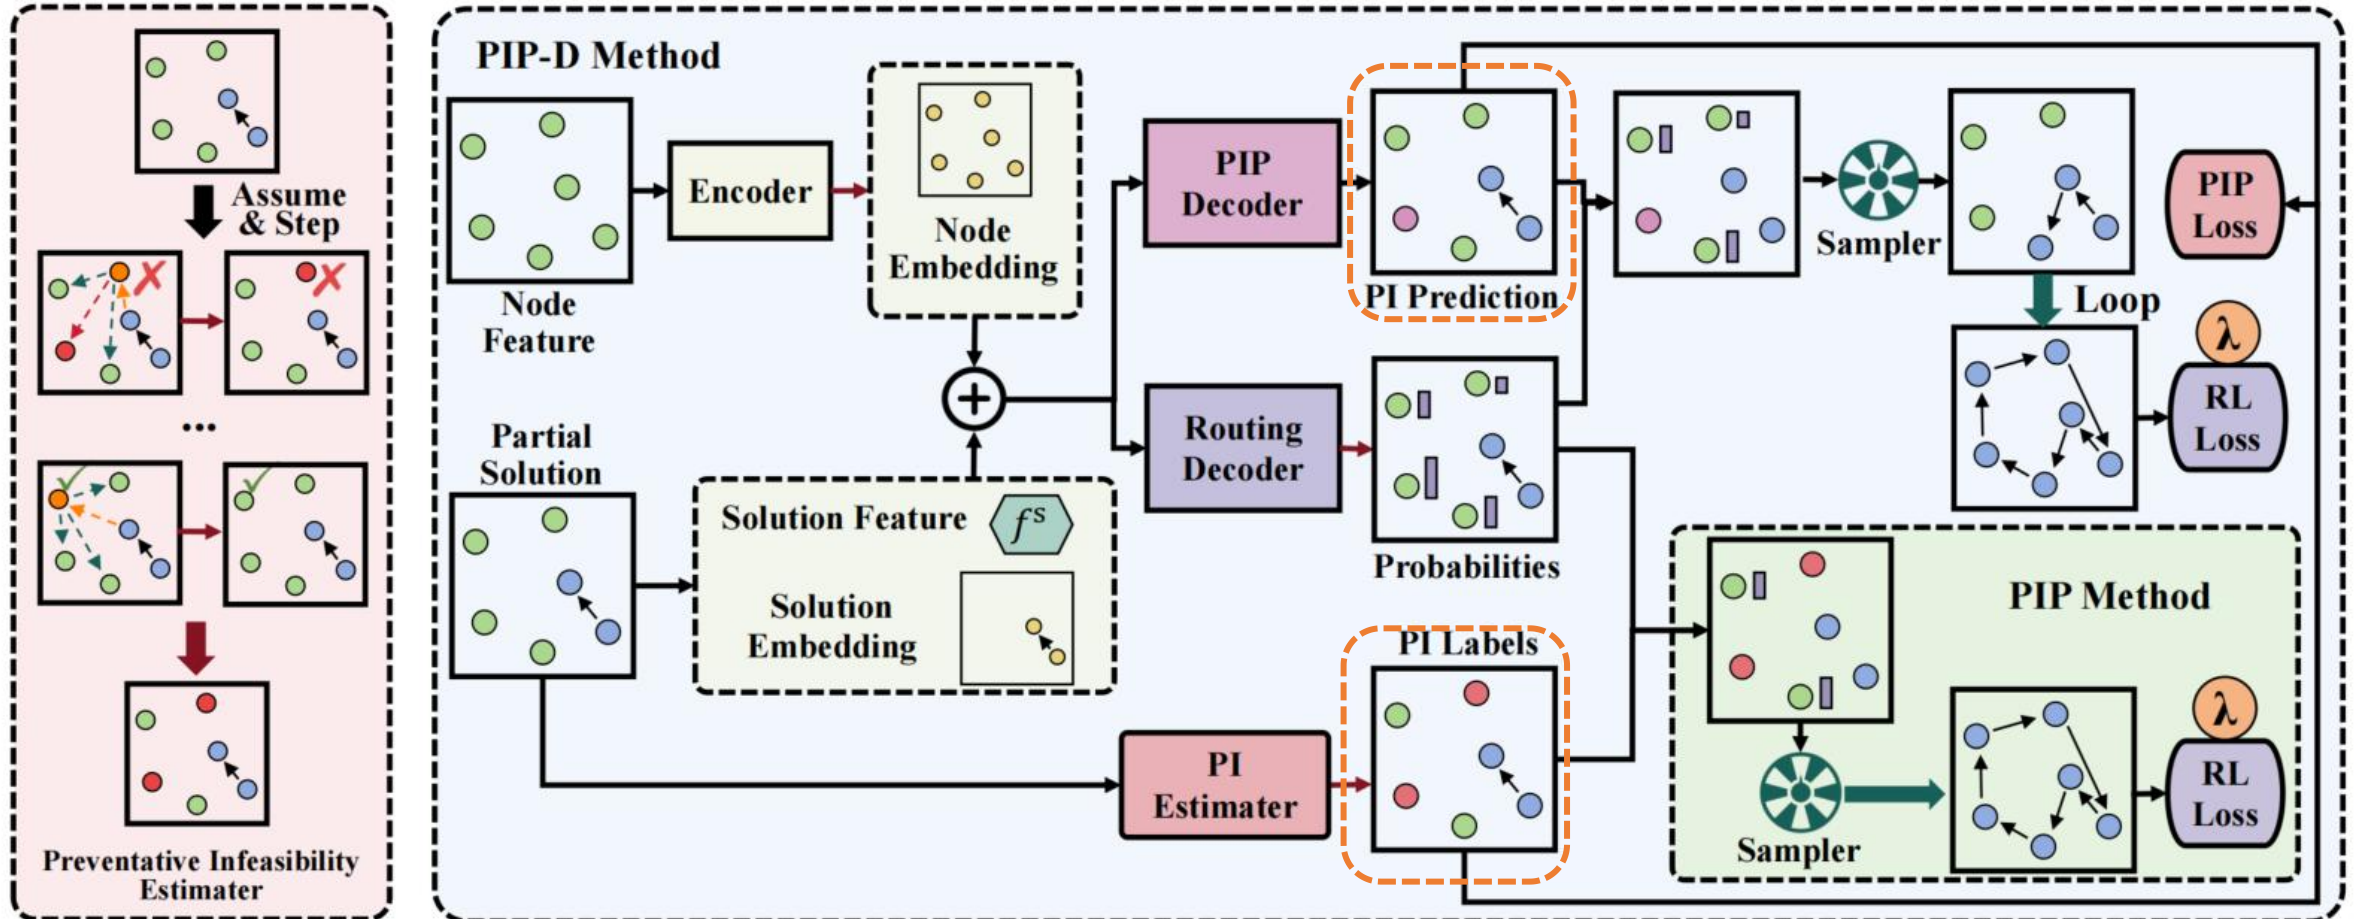 Assume
& Step
...
Preventative Infeasibility
Estimater
PIP-D Method
Node
Feature
Encoder
Node
Embedding
Partial
Solution
Solution Feature
fˢ
Solution
Embedding
PIP
Decoder
Routing
Decoder
PI
Estimater
PI Prediction
Probabilities
PI Labels
Sampler
Loop
PIP
Loss
λ
RL
Loss
PIP Method
Sampler
λ
RL
Loss